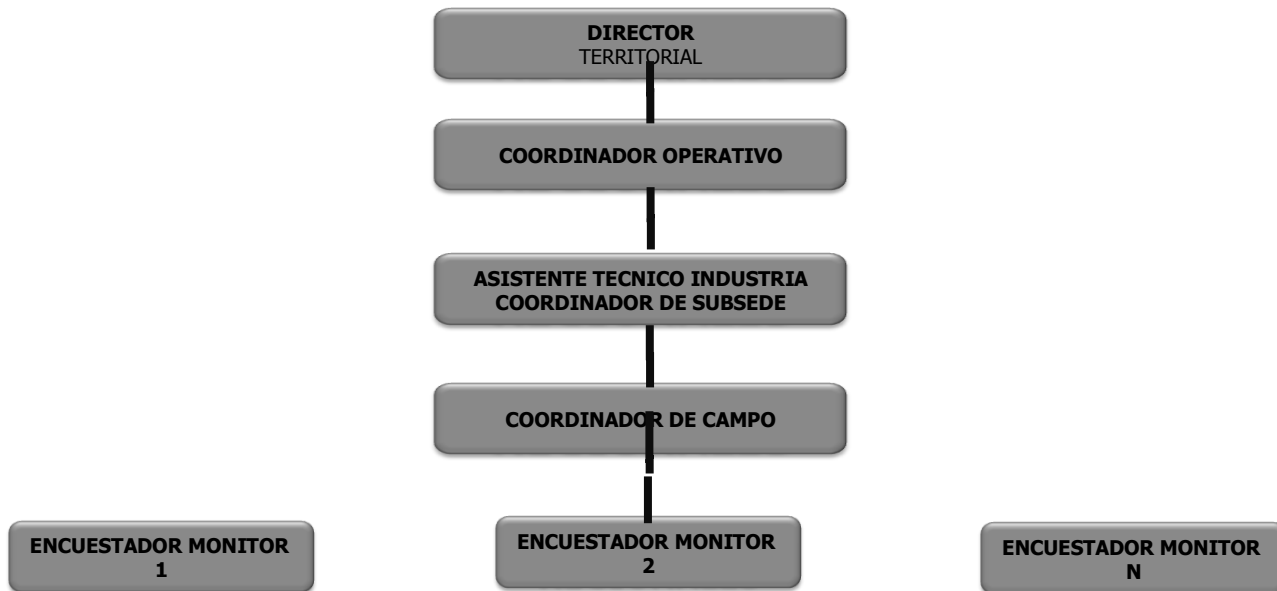 DIRECTOR
TERRITORIAL
COORDINADOR OPERATIVO
ASISTENTE TECNICO INDUSTRIA
COORDINADOR DE SUBSEDE
COORDINADOR DE CAMPO
ENCUESTADOR MONITOR
1
ENCUESTADOR MONITOR
2
ENCUESTADOR MONITOR
N